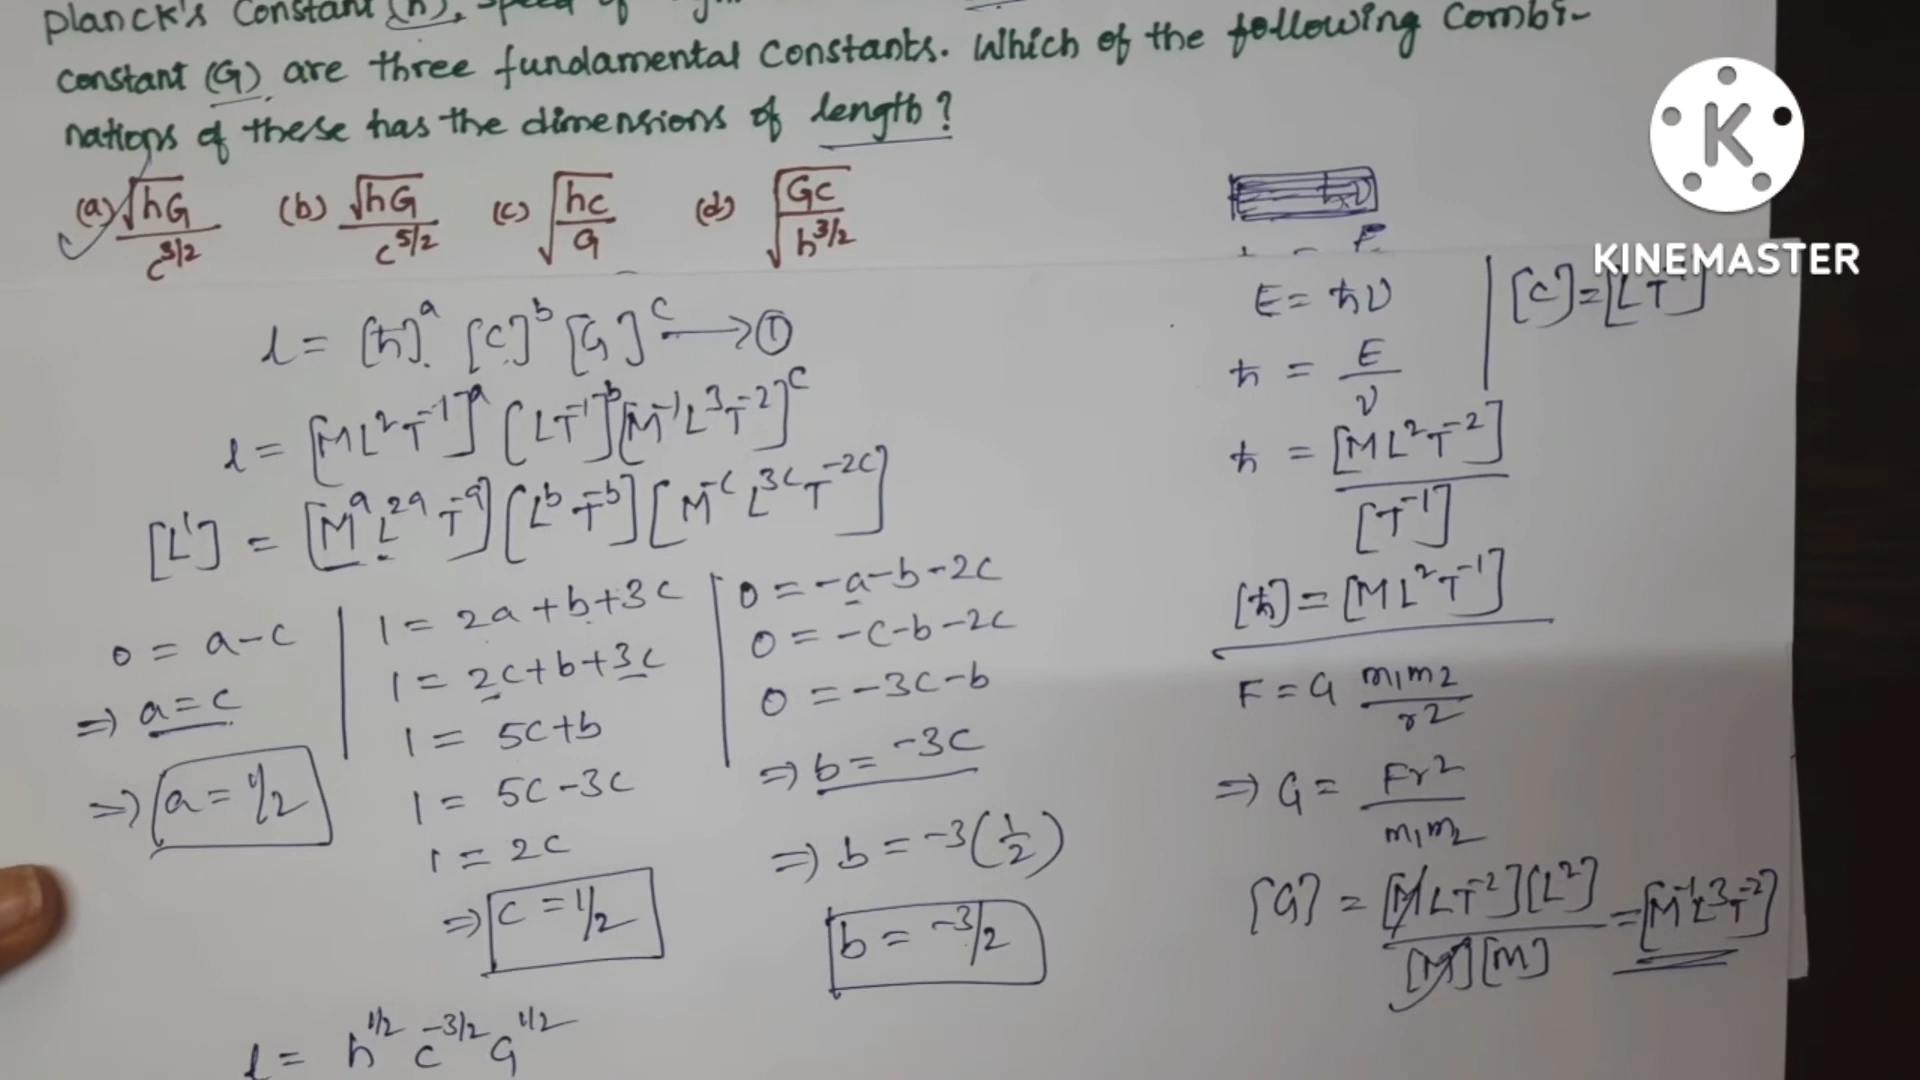 Planck's Constant (h), speed of
constant (G) are three fundamental Constants. Which of the following Combi-
nations of these has the dimensions of length?
(a) √hG / c^3/2 (b) √hG / c^5/2 (c) √(hc / G) (d) √(Gc / h^3/2)
l = [ħ]^a [C]^b [G]^c → ①
l = [ML²T⁻¹]^a [LT⁻¹]^b [M⁻¹L³T⁻²]^c
[L¹] = [M^a L^2a T^-a] [L^b T^-b] [M^-c L^3c T^-2c]
0 = a-c
⇒ a=c
⇒ a = 1/2
1 = 2a+b+3c
1 = 2c+b+3c
1 = 5c+b
1 = 5c-3c
1 = 2c
⇒ c = 1/2
0 = -a-b-2c
0 = -c-b-2c
0 = -3c-b
⇒ b = -3c
⇒ b = -3(1/2)
b = -3/2
l = h^1/2 c^-3/2 G^1/2
E = ħν
ħ = E / ν
ħ = [ML²T⁻²] / [T⁻¹]
[ħ] = [ML²T⁻¹]
[C] = [LT⁻¹]
F = G m₁m₂ / r²
⇒ G = Fr² / m₁m₂
[G] = [MLT⁻²][L²] / [M][M] = [M⁻¹L³T⁻²]
K
KINEMASTER